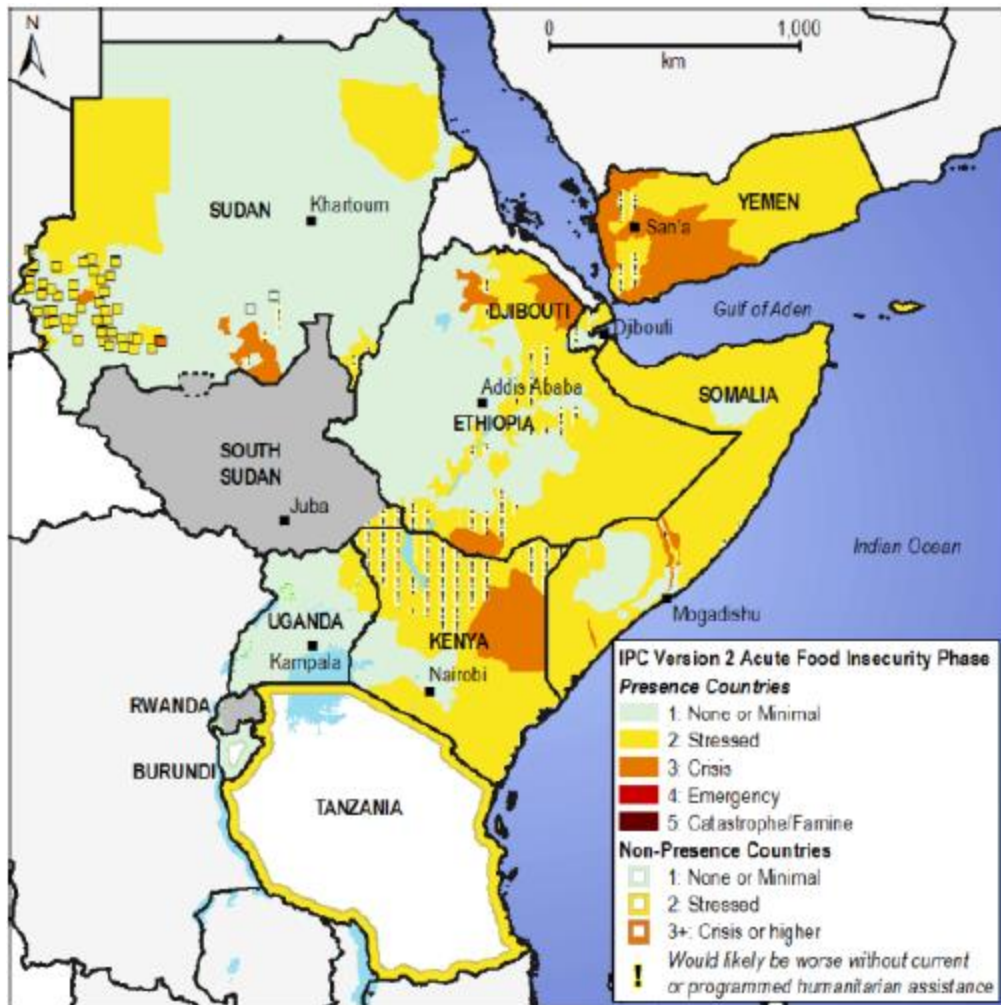 N
0 1,000
km
SUDAN
Khartoum
YEMEN
San'a
DJIBOUTI
Djibouti
Gulf of Aden
Addis Ababa
ETHIOPIA
SOMALIA
SOUTH
SUDAN
Juba
Indian Ocean
UGANDA
Kampala
KENYA
Nairobi
Mogadishu
RWANDA
BURUNDI
TANZANIA
IPC Version 2 Acute Food Insecurity Phase
Presence Countries
1: None or Minimal
2: Stressed
3: Crisis
4: Emergency
5: Catastrophe/Famine
Non-Presence Countries
1: None or Minimal
2: Stressed
3+: Crisis or higher
! Would likely be worse without current
or programmed humanitarian assistance